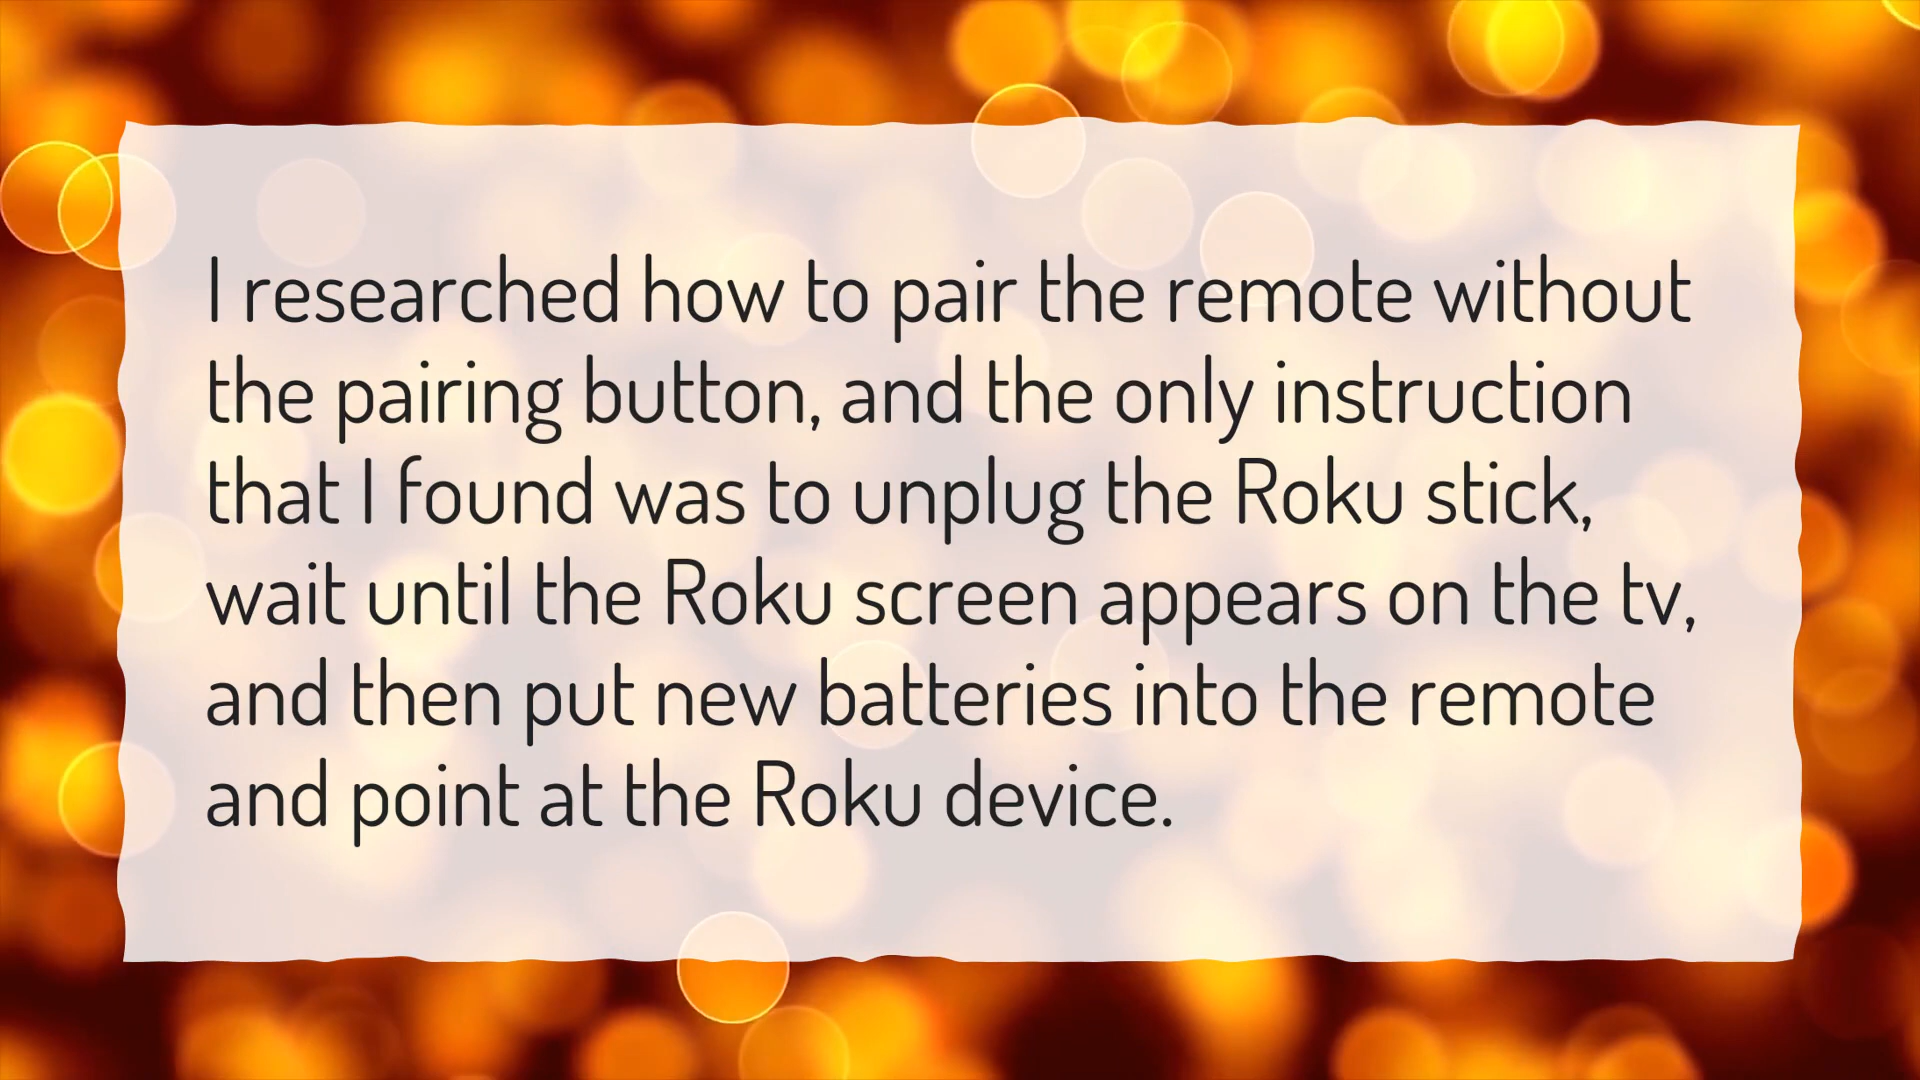 I researched how to pair the remote without
the pairing button, and the only instruction
that I found was to unplug the Roku stick,
wait until the Roku screen appears on the tv,
and then put new batteries into the remote
and point at the Roku device.